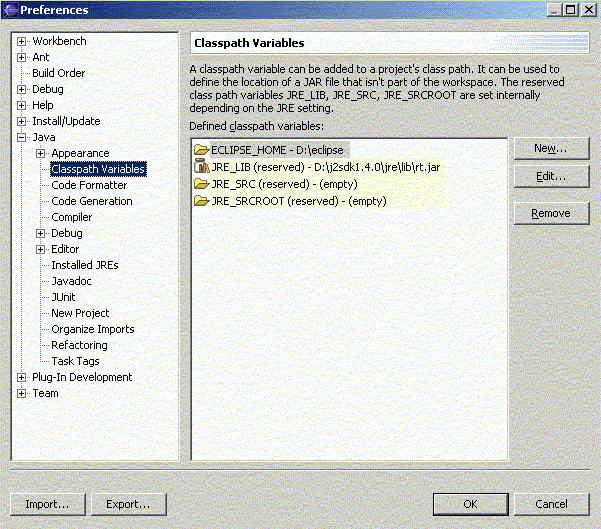 Preferences
Workbench
Ant
Build Order
Debug
Help
Install/Update
Java
Appearance
Classpath Variables
Code Formatter
Code Generation
Compiler
Debug
Editor
Installed JREs
Javadoc
JUnit
New Project
Organize Imports
Refactoring
Task Tags
Plug-In Development
Team
Classpath Variables
A classpath variable can be added to a project's class path. It can be used to
define the location of a JAR file that isn't part of the workspace. The reserved
class path variables JRE_LIB, JRE_SRC, JRE_SRCROOT are set internally
depending on the JRE setting.
Defined classpath variables:
ECLIPSE_HOME - D:\eclipse
JRE_LIB (reserved) - D:\j2sdk1.4.0\jre\lib\rt.jar
JRE_SRC (reserved) - (empty)
JRE_SRCROOT (reserved) - (empty)
New...
Edit...
Remove
Import...
Export...
OK
Cancel